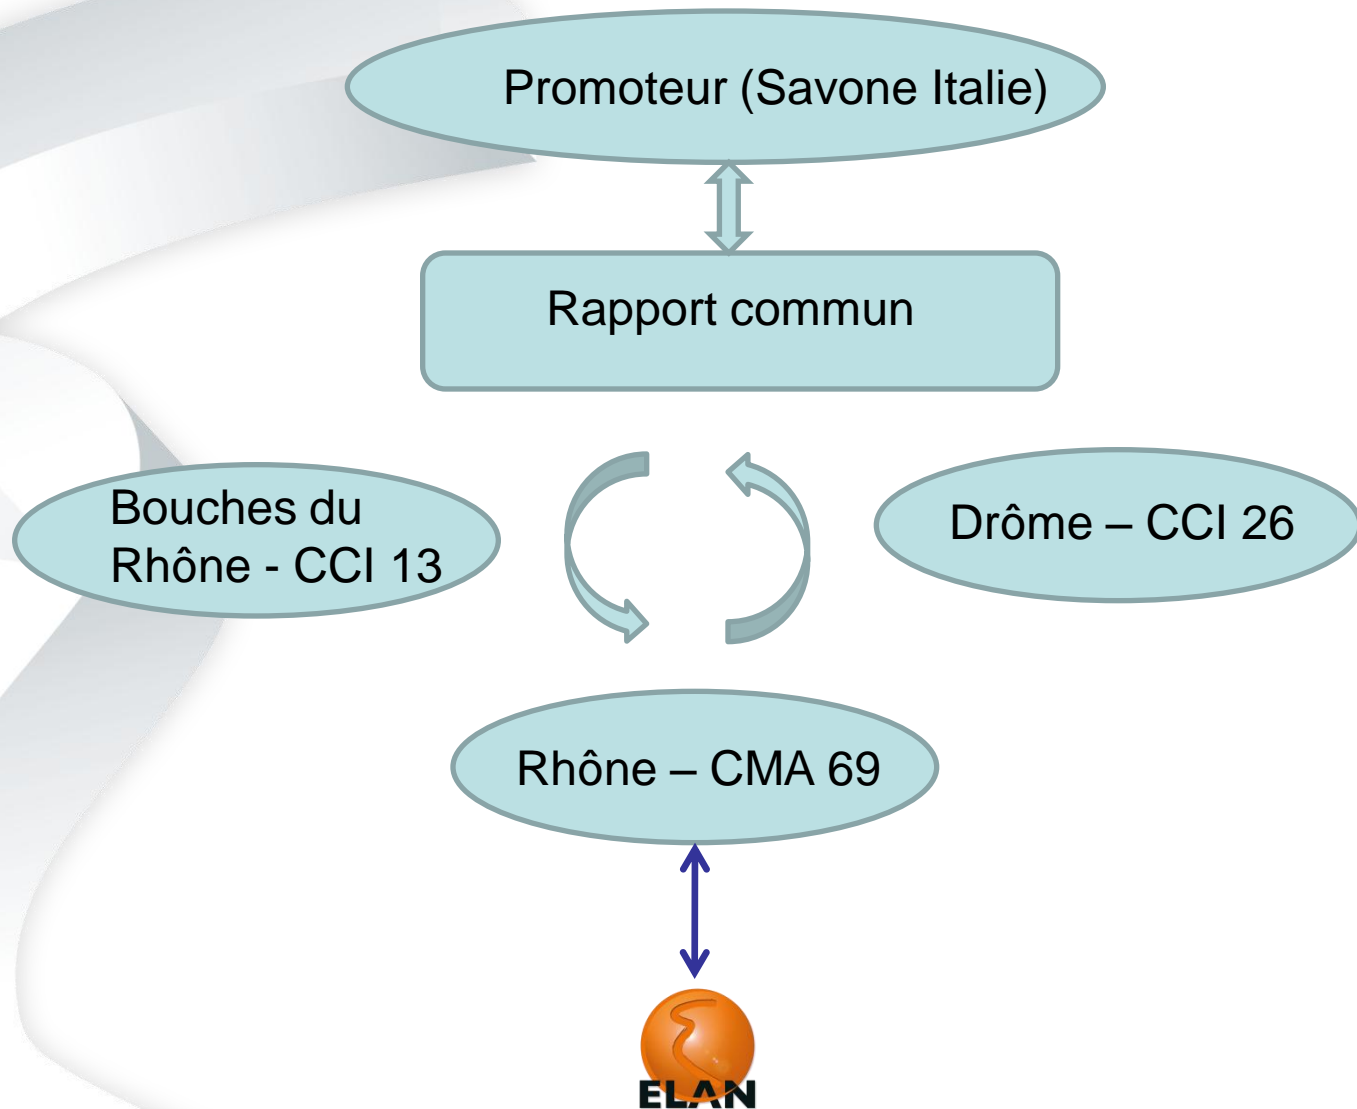 Promoteur (Savone Italie)
Rapport commun
Bouches du
Rhône - CCI 13
Drôme – CCI 26
Rhône – CMA 69
ELAN